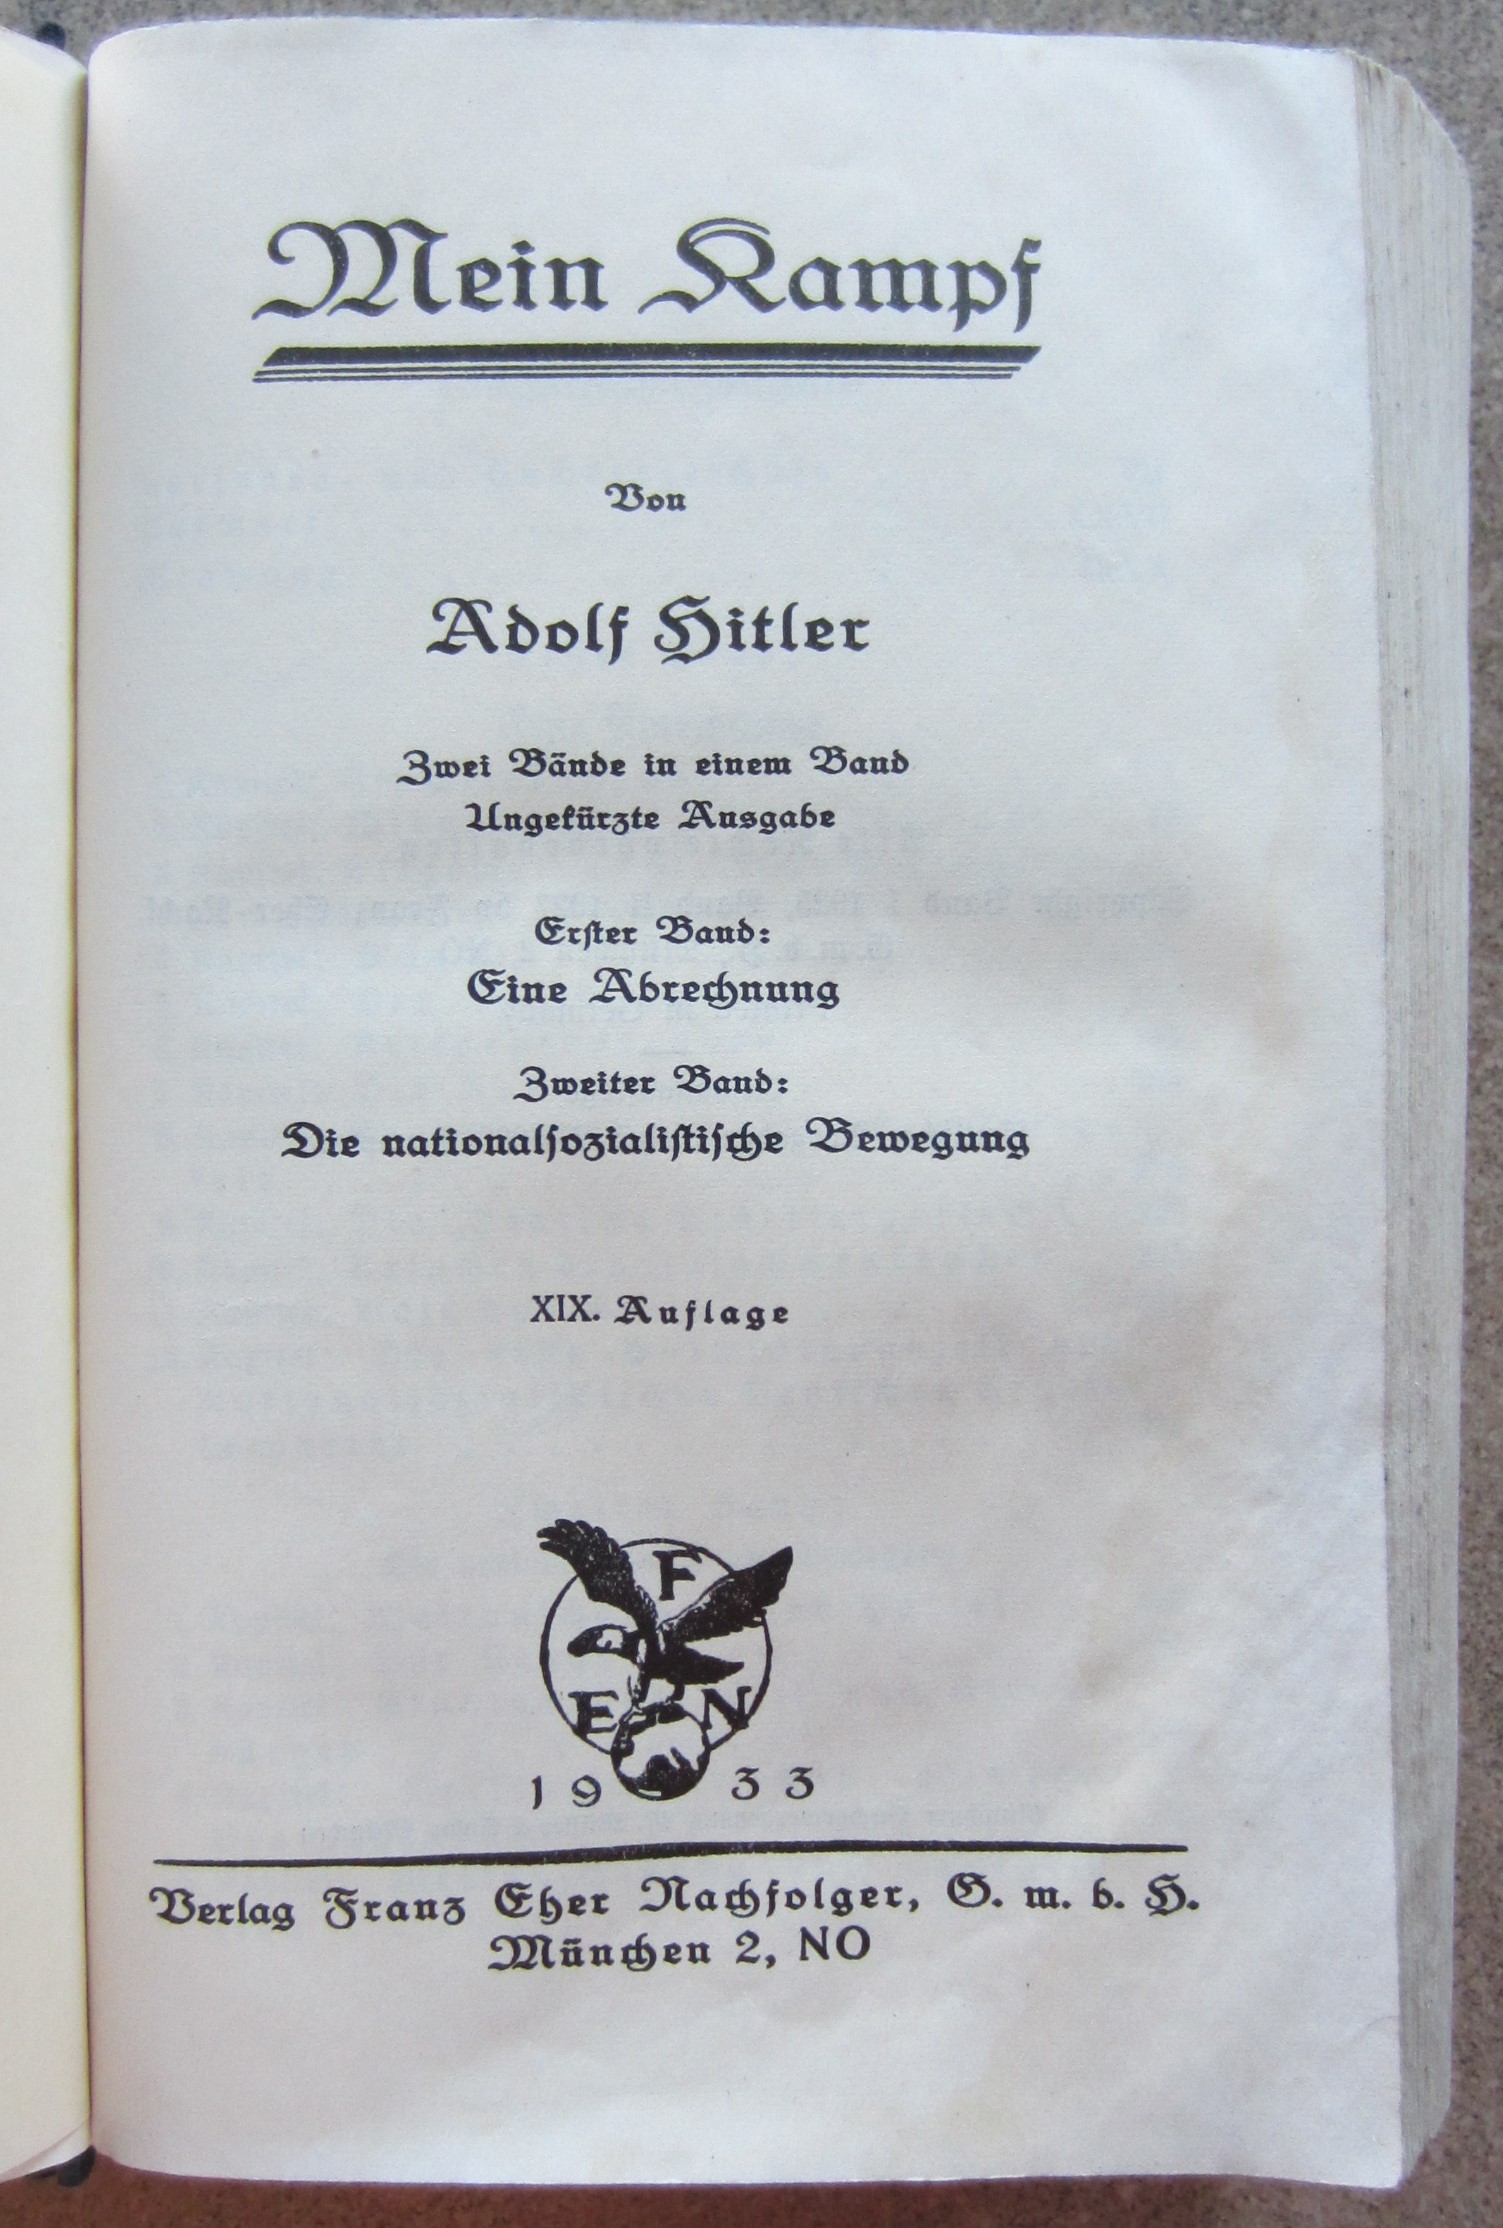 Mein Kampf
Von
Adolf Hitler
Zwei Bände in einem Band
Ungekürzte Ausgabe
Erster Band:
Eine Abrechnung
Zweiter Band:
Die nationalsozialistische Bewegung
XIX. Auflage
F
E N
1933
Verlag Franz Eher Nachfolger, G. m. b. H.
München 2, NO